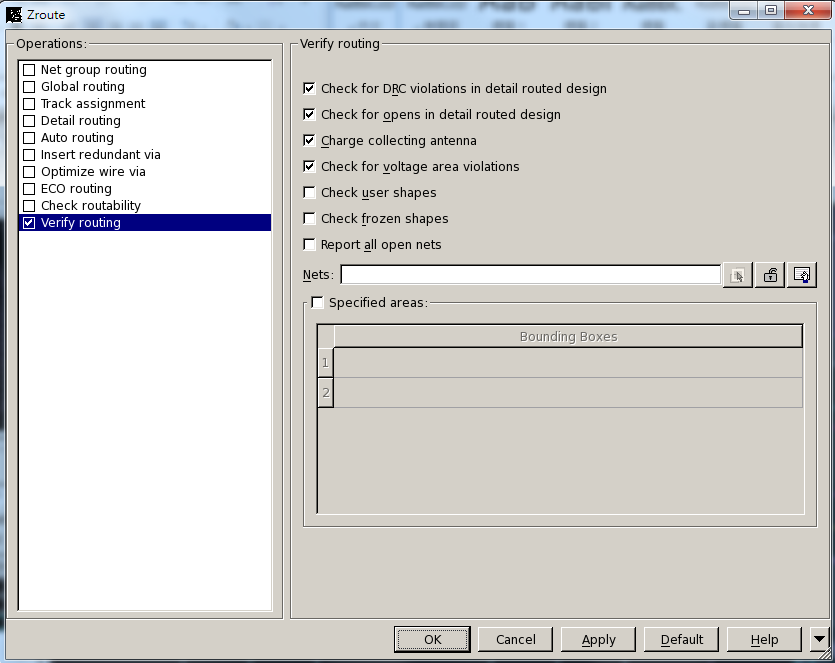 Zroute
Operations:
Net group routing
Global routing
Track assignment
Detail routing
Auto routing
Insert redundant via
Optimize wire via
ECO routing
Check routability
Verify routing
Verify routing
Check for DRC violations in detail routed design
Check for opens in detail routed design
Charge collecting antenna
Check for voltage area violations
Check user shapes
Check frozen shapes
Report all open nets
Nets:
Specified areas:
Bounding Boxes
1
2
OK
Cancel
Apply
Default
Help